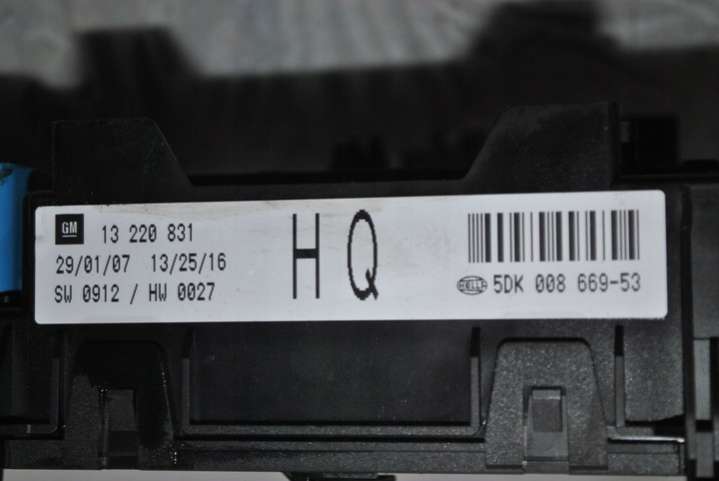 GM 13 220 831
29/01/07 13/25/16
SW 0912 / HW 0027
HQ
HELLA 5DK 008 669-53